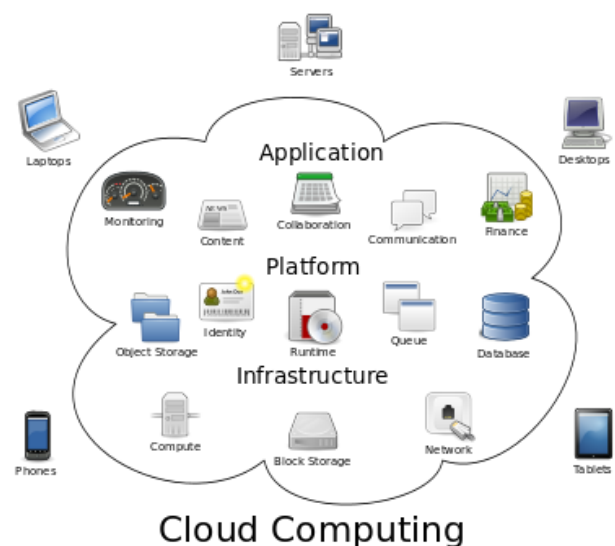 Servers
Laptops
Desktops
Application
Monitoring
Content
Collaboration
Communication
Finance
Platform
Object Storage
Identity
Runtime
Queue
Database
Infrastructure
Compute
Block Storage
Network
Phones
Tablets
Cloud Computing